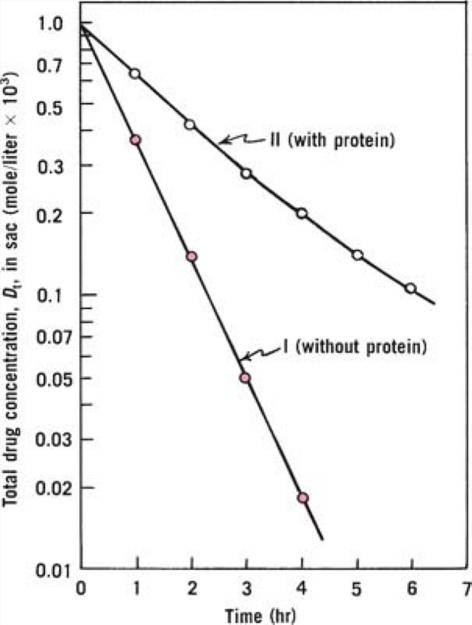 Total drug concentration, Dt, in sac (mole/liter × 10³)
1.0
0.7
0.5
0.3
0.2
0.1
0.07
0.05
0.03
0.02
0.01
II (with protein)
I (without protein)
0 1 2 3 4 5 6 7
Time (hr)